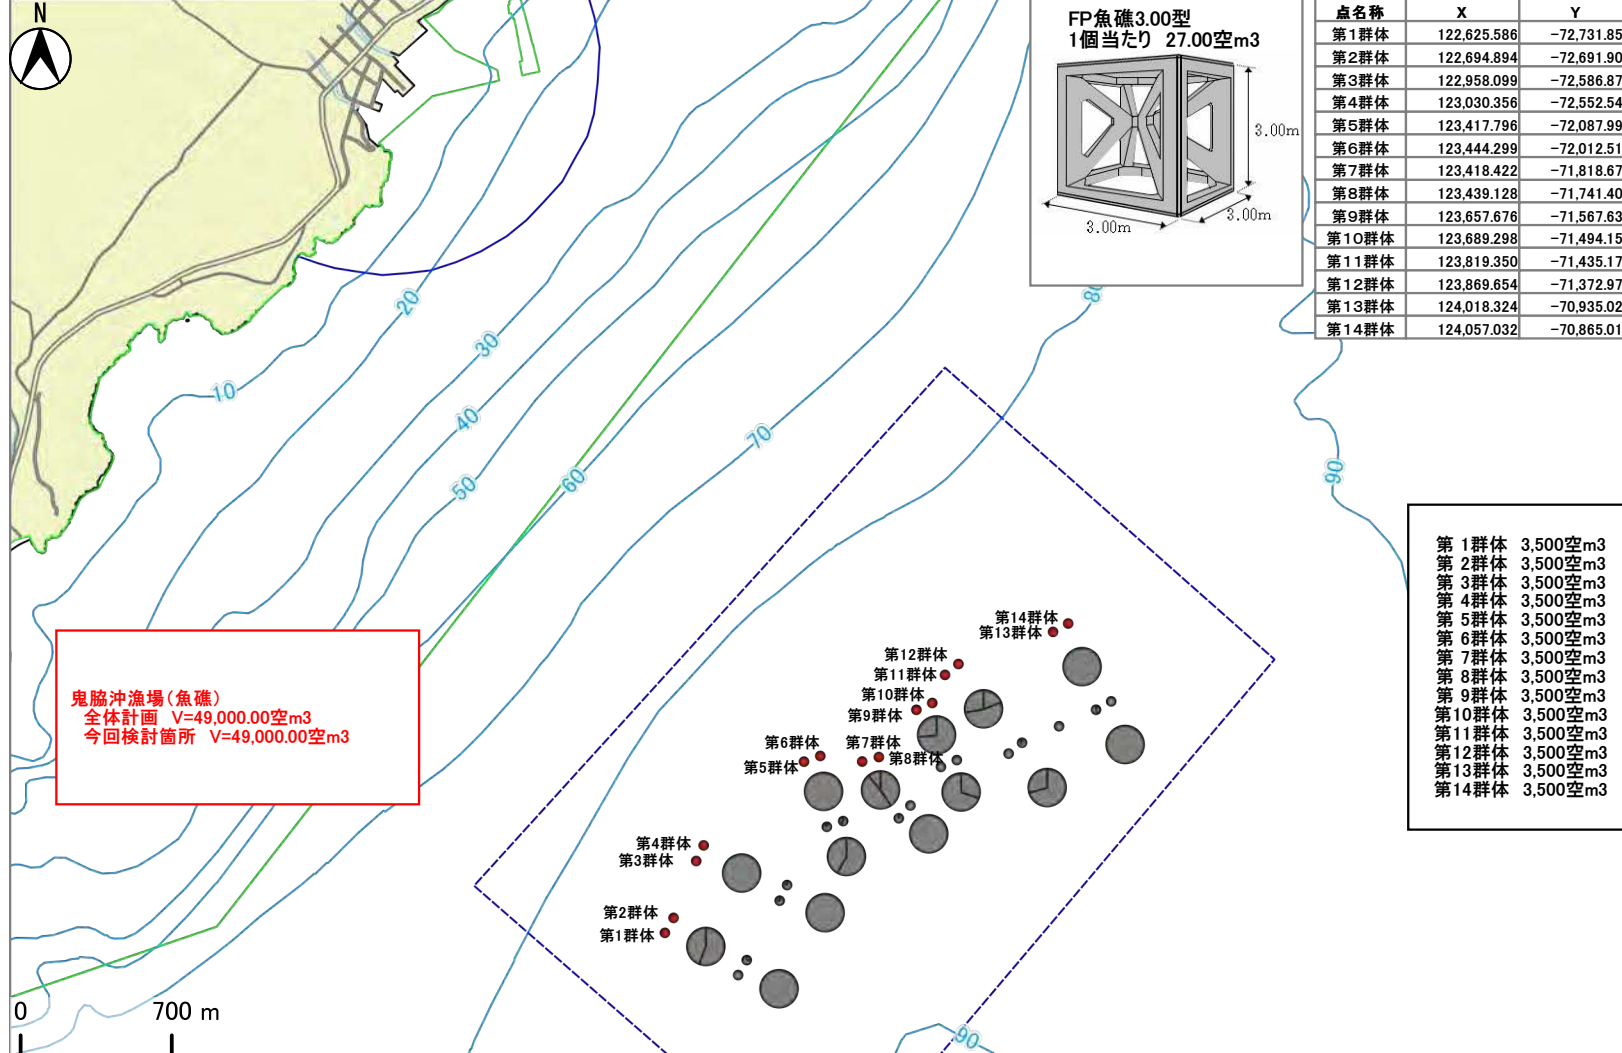 N
FP魚礁3.00型
1個当たり 27.00空m3
3.00m
3.00m
3.00m
点名称 X Y
第1群体 122,625.586 -72,731.85
第2群体 122,694.894 -72,691.90
第3群体 122,958.099 -72,586.87
第4群体 123,030.356 -72,552.54
第5群体 123,417.796 -72,087.99
第6群体 123,444.299 -72,012.51
第7群体 123,418.422 -71,818.67
第8群体 123,439.128 -71,741.40
第9群体 123,657.676 -71,567.63
第10群体 123,689.298 -71,494.15
第11群体 123,819.350 -71,435.17
第12群体 123,869.654 -71,372.97
第13群体 124,018.324 -70,935.02
第14群体 124,057.032 -70,865.01
10
20
30
40
50
60
70
80
90
90
第 1群体 3,500空m3
第 2群体 3,500空m3
第 3群体 3,500空m3
第 4群体 3,500空m3
第 5群体 3,500空m3
第 6群体 3,500空m3
第 7群体 3,500空m3
第 8群体 3,500空m3
第 9群体 3,500空m3
第10群体 3,500空m3
第11群体 3,500空m3
第12群体 3,500空m3
第13群体 3,500空m3
第14群体 3,500空m3
鬼脇沖漁場(魚礁)
全体計画 V=49,000.00空m3
今回検討箇所 V=49,000.00空m3
第14群体
第13群体
第12群体
第11群体
第10群体
第9群体
第6群体
第7群体
第5群体
第8群体
第4群体
第3群体
第2群体
第1群体
0 700 m